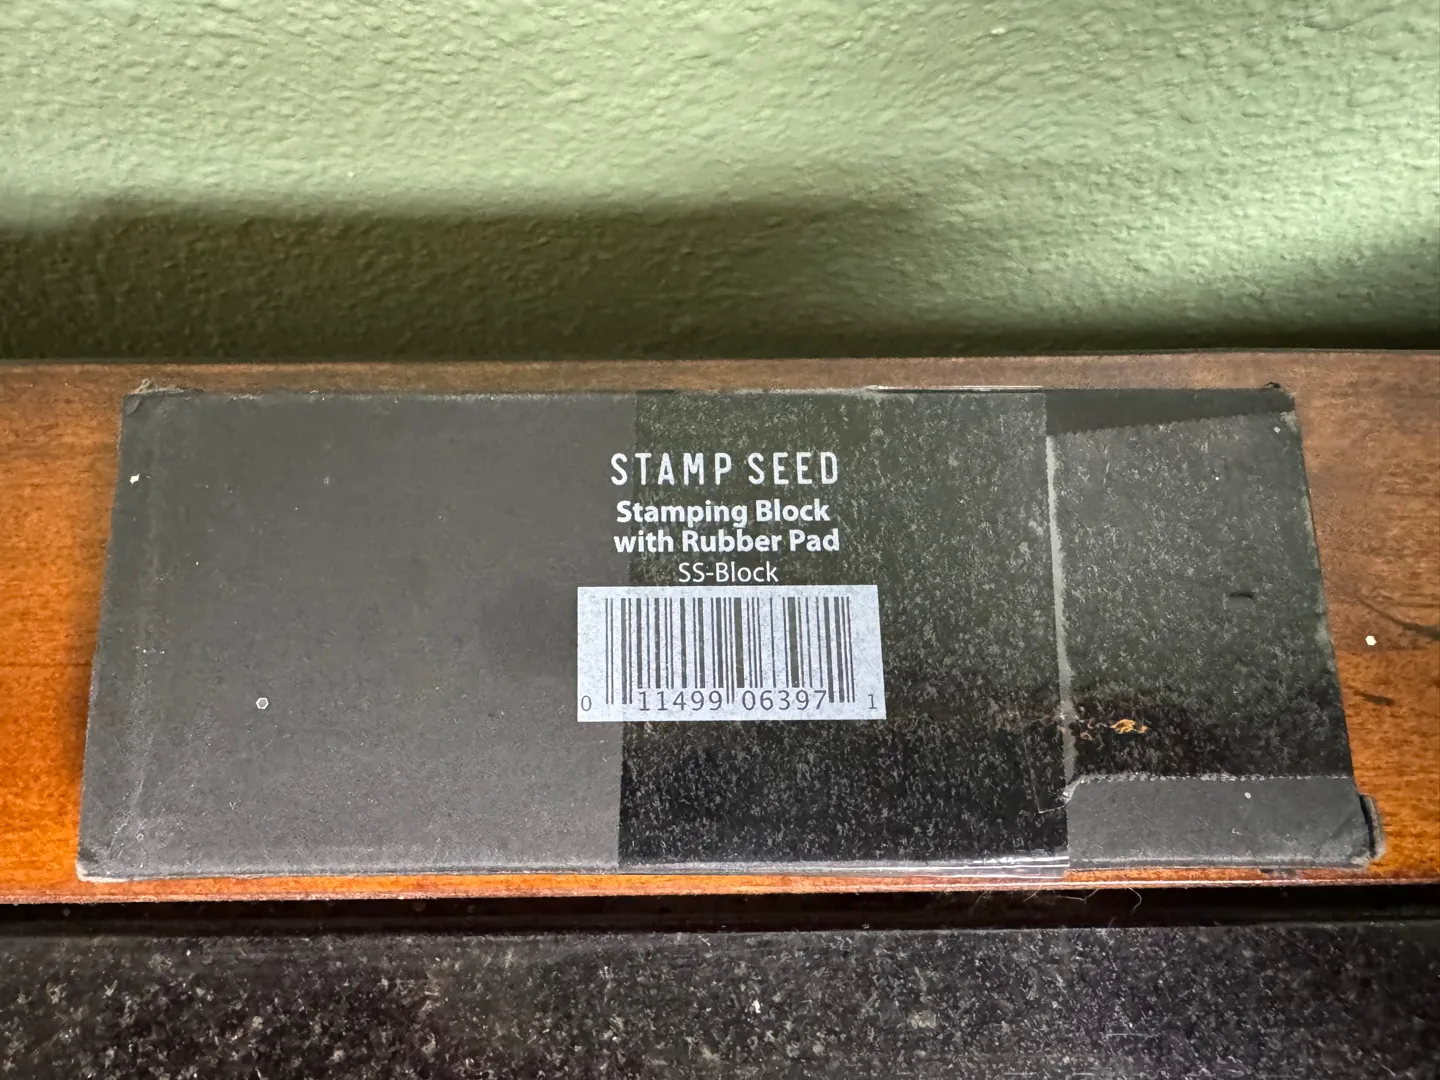 STAMP SEED
Stamping Block
with Rubber Pad
SS-Block
0 11499 06397 1